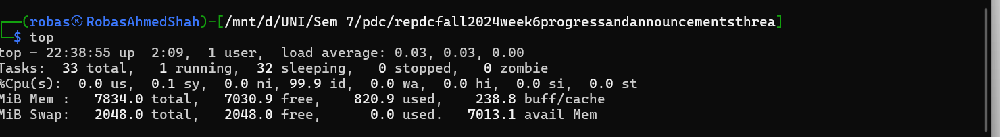 ┌──(robas㉿RobasAhmedShah)-[/mnt/d/UNI/Sem 7/pdc/repdcfall2024week6progressandannouncementsthrea]
└─$ top
top - 22:38:55 up  2:09,  1 user,  load average: 0.03, 0.03, 0.00
Tasks:  33 total,   1 running,  32 sleeping,   0 stopped,   0 zombie
%Cpu(s):  0.0 us,  0.1 sy,  0.0 ni, 99.9 id,  0.0 wa,  0.0 hi,  0.0 si,  0.0 st
MiB Mem :   7834.0 total,   7030.9 free,    820.9 used,    238.8 buff/cache
MiB Swap:   2048.0 total,   2048.0 free,      0.0 used.   7013.1 avail Mem